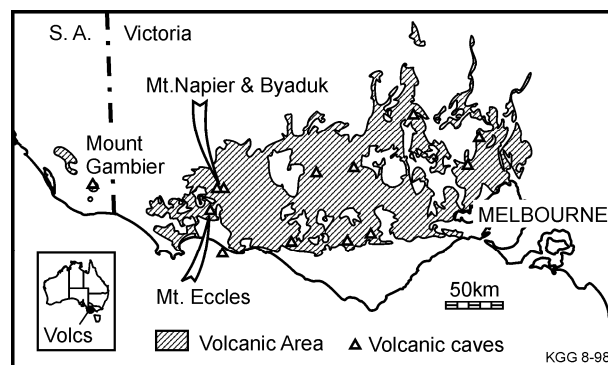 S. A. Victoria
Mt.Napier & Byaduk
Mount
Gambier
MELBOURNE
Mt. Eccles
50km
Volcs
Volcanic Area
Volcanic caves
KGG 8-98